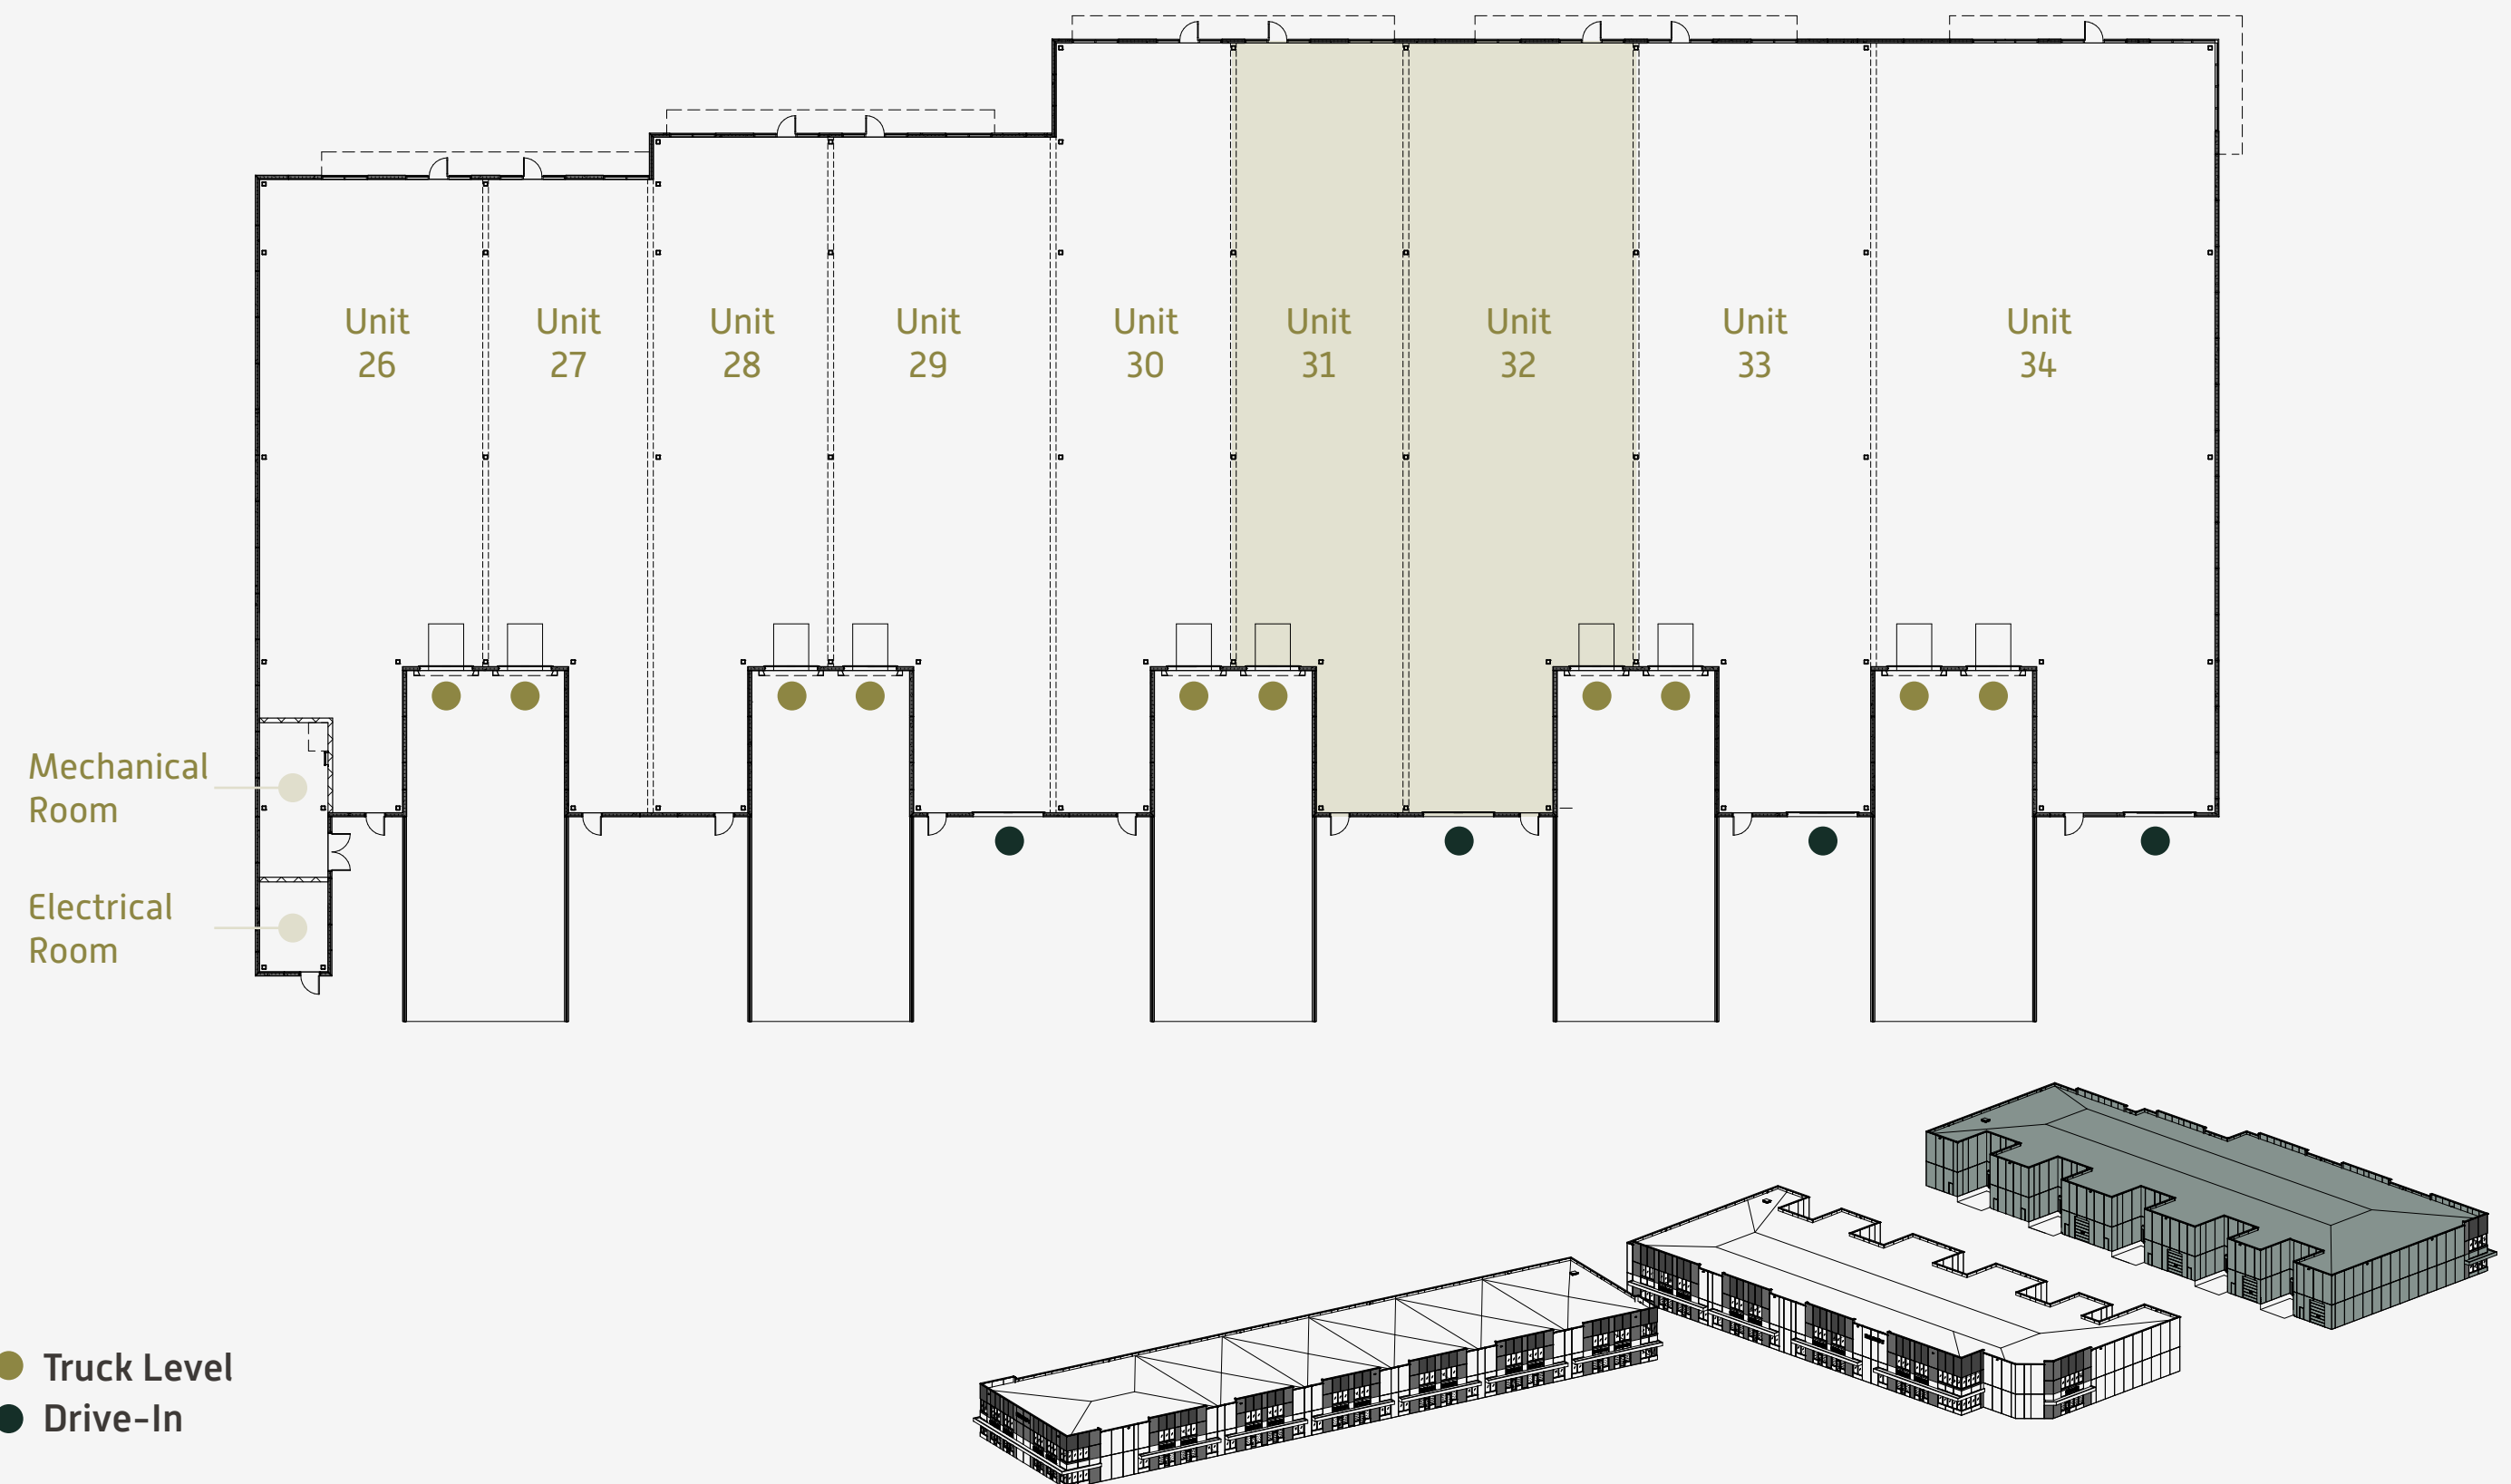 Unit
26
Unit
27
Unit
28
Unit
29
Unit
30
Unit
31
Unit
32
Unit
33
Unit
34
Mechanical
Room
Electrical
Room
Truck Level
Drive-In